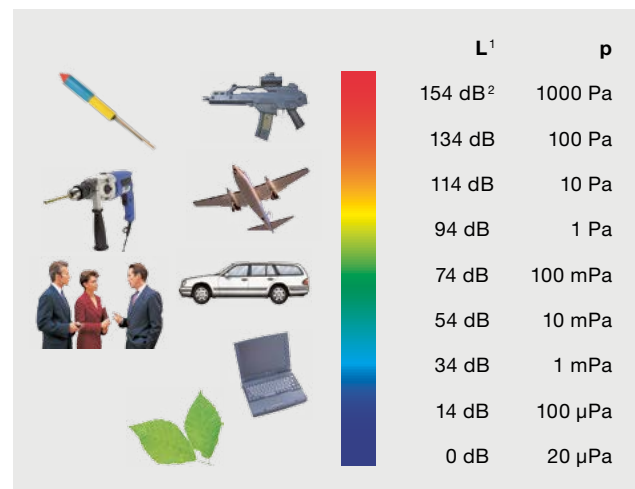 L¹ p
154 dB² 1000 Pa
134 dB 100 Pa
114 dB 10 Pa
94 dB 1 Pa
74 dB 100 mPa
54 dB 10 mPa
34 dB 1 mPa
14 dB 100 µPa
0 dB 20 µPa